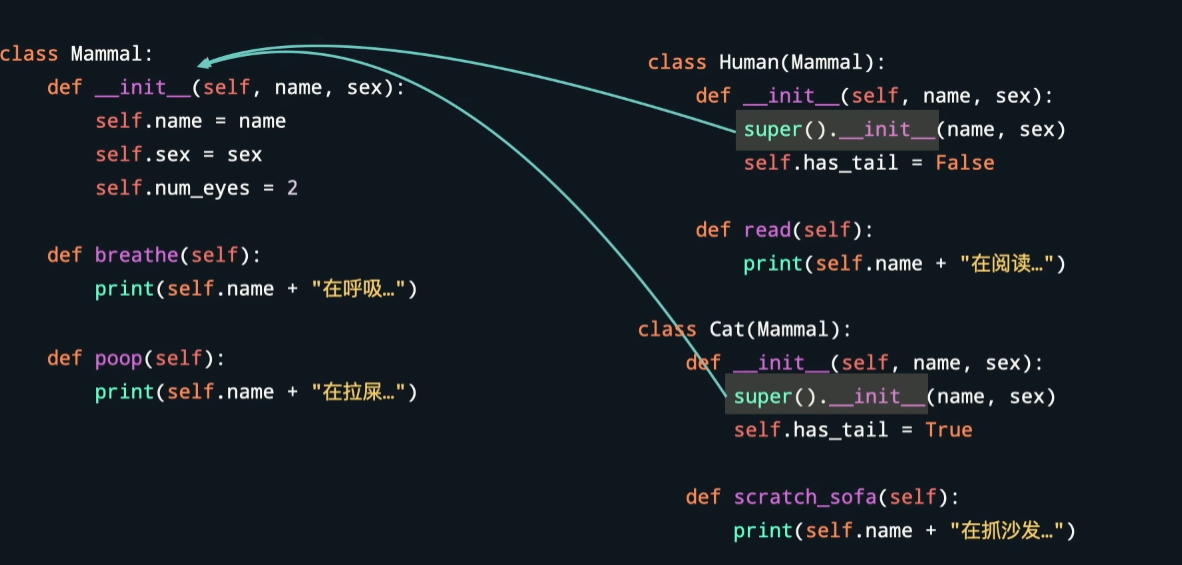 class Mammal:
    def __init__(self, name, sex):
        self.name = name
        self.sex = sex
        self.num_eyes = 2

    def breathe(self):
        print(self.name + "在呼吸…")

    def poop(self):
        print(self.name + "在拉屎…")

class Human(Mammal):
    def __init__(self, name, sex):
        super().__init__(name, sex)
        self.has_tail = False

    def read(self):
        print(self.name + "在阅读…")

class Cat(Mammal):
    def __init__(self, name, sex):
        super().__init__(name, sex)
        self.has_tail = True

    def scratch_sofa(self):
        print(self.name + "在抓沙发…")